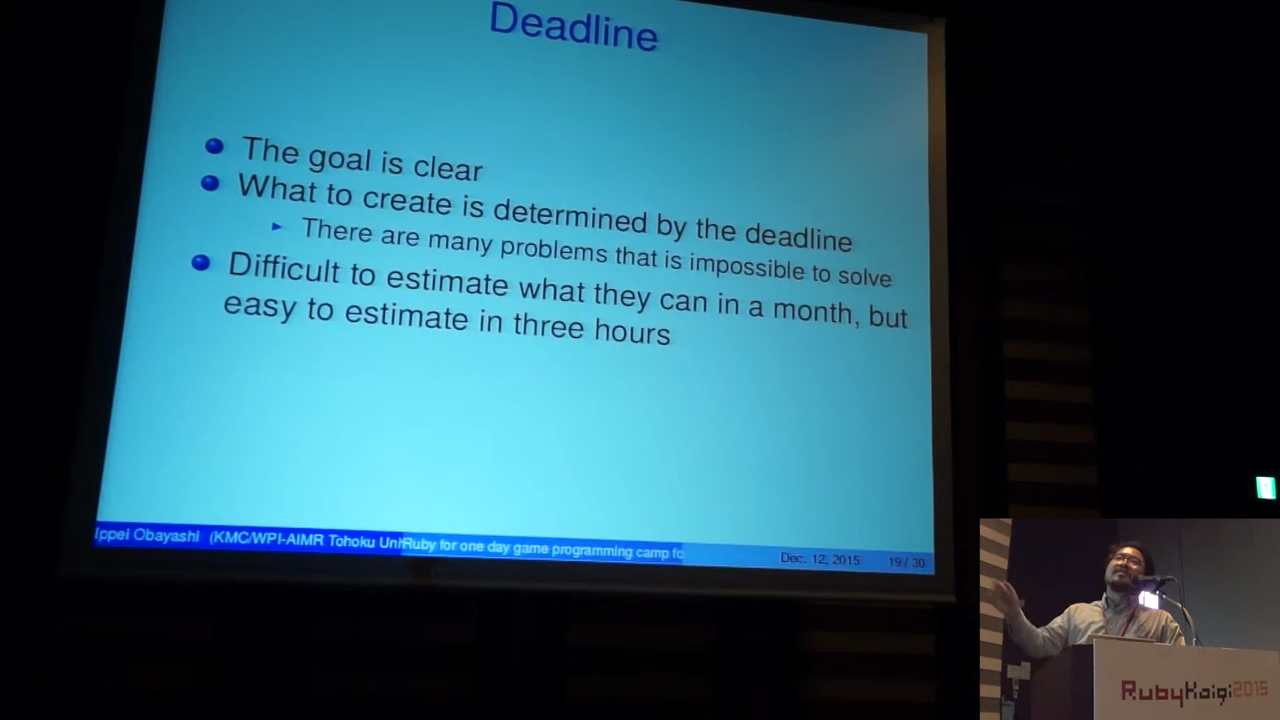 Deadline
The goal is clear
What to create is determined by the deadline
There are many problems that is impossible to solve
Difficult to estimate what they can in a month, but
easy to estimate in three hours
Ippei Obayashi (KMC/WPI-AIMR Tohoku Uni
Ruby for one day game programming camp fo
Dec. 12, 2015
19 / 30
RubyKaigi2015